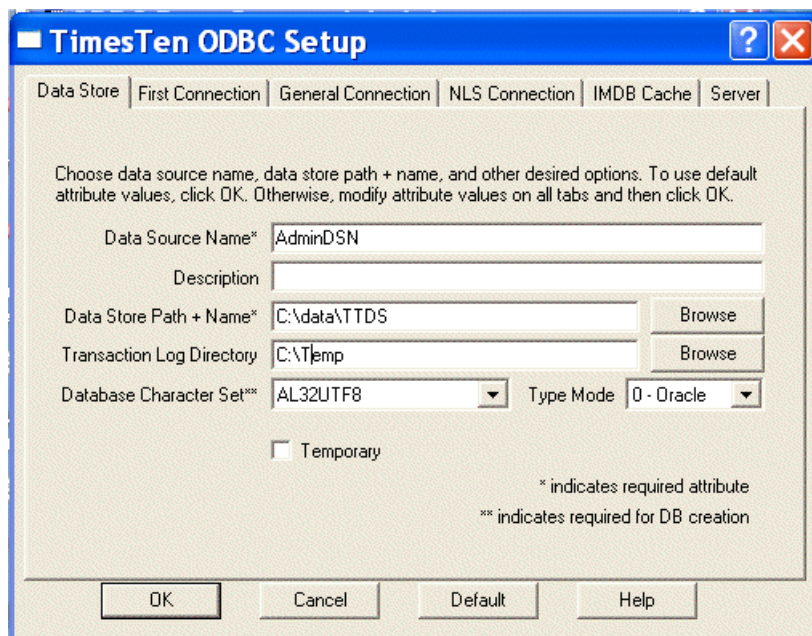 TimesTen ODBC Setup
Data Store First Connection General Connection NLS Connection IMDB Cache Server
Choose data source name, data store path + name, and other desired options. To use default
attribute values, click OK. Otherwise, modify attribute values on all tabs and then click OK.
Data Source Name* AdminDSN
Description
Data Store Path + Name* C:\data\TTDS Browse
Transaction Log Directory C:\Temp Browse
Database Character Set** AL32UTF8 Type Mode 0 - Oracle
Temporary
* indicates required attribute
** indicates required for DB creation
OK Cancel Default Help